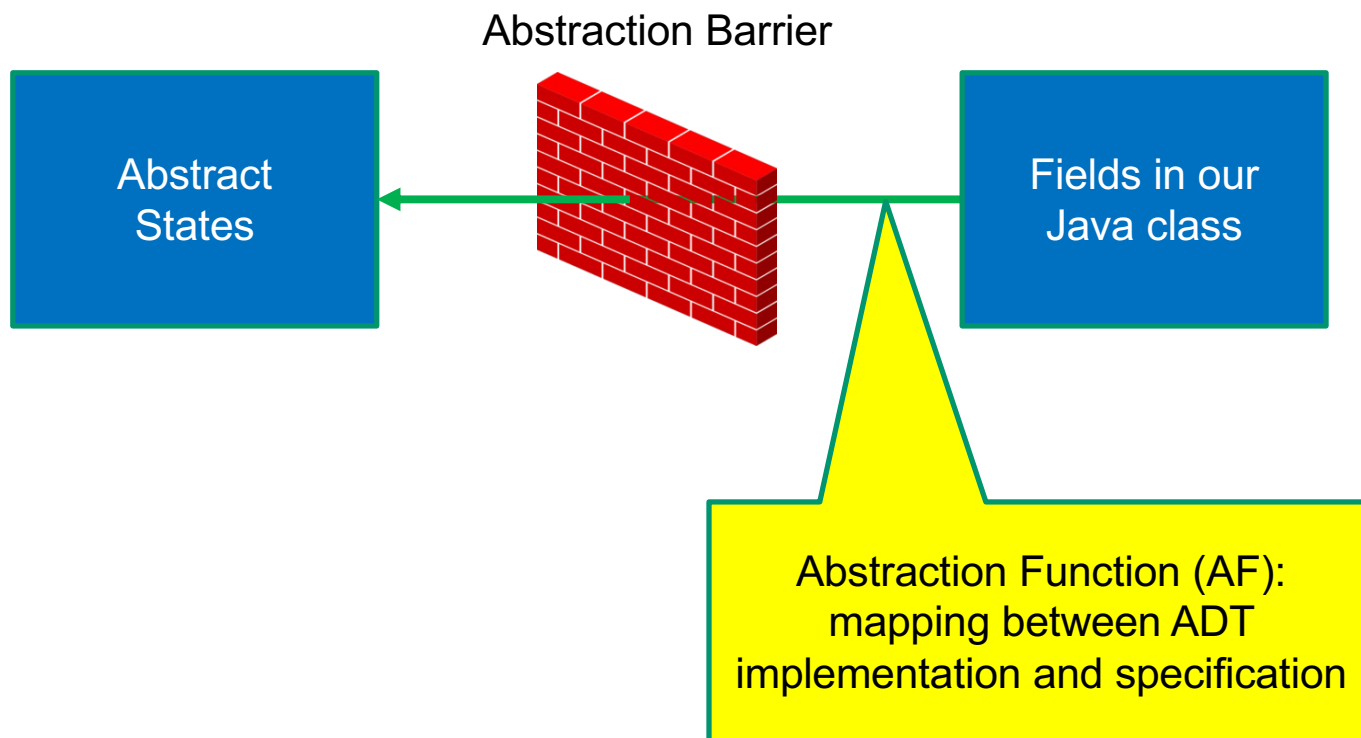 Abstraction Barrier
Abstract
States
Fields in our
Java class
Abstraction Function (AF):
mapping between ADT
implementation and specification